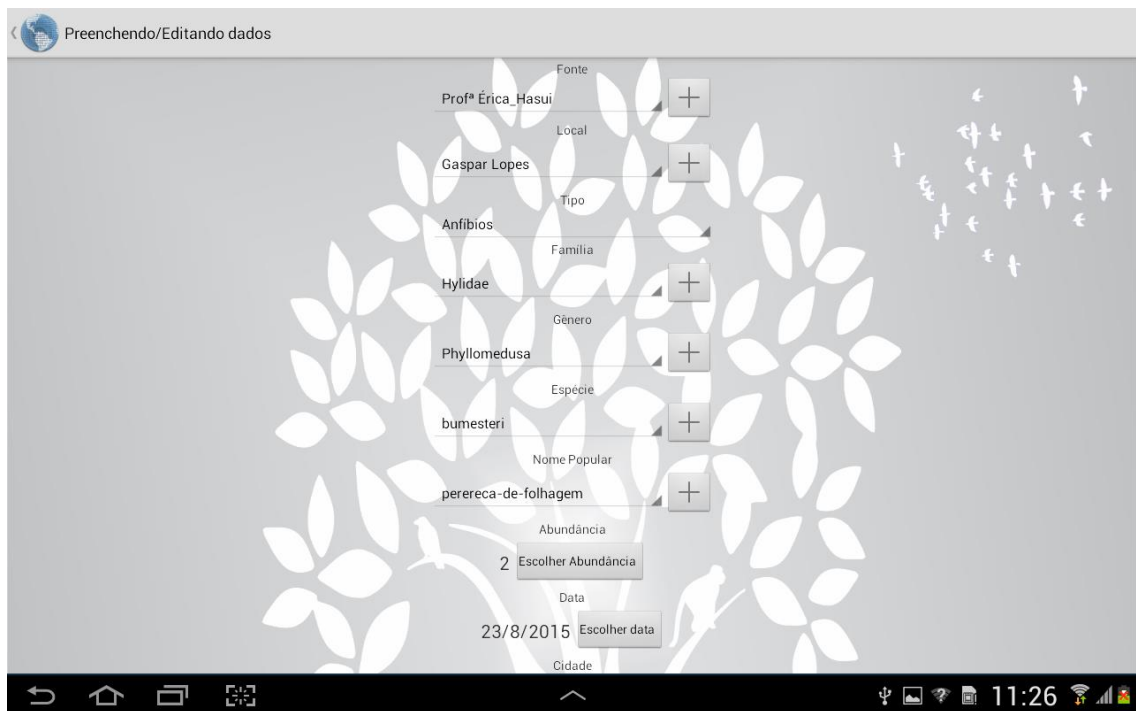 Preenchendo/Editando dados
Fonte
Profª Érica_Hasui
Local
Gaspar Lopes
Tipo
Anfíbios
Família
Hylidae
Gênero
Phyllomedusa
Espécie
bumesteri
Nome Popular
perereca-de-folhagem
Abundância
2 Escolher Abundância
Data
23/8/2015 Escolher data
Cidade
11:26